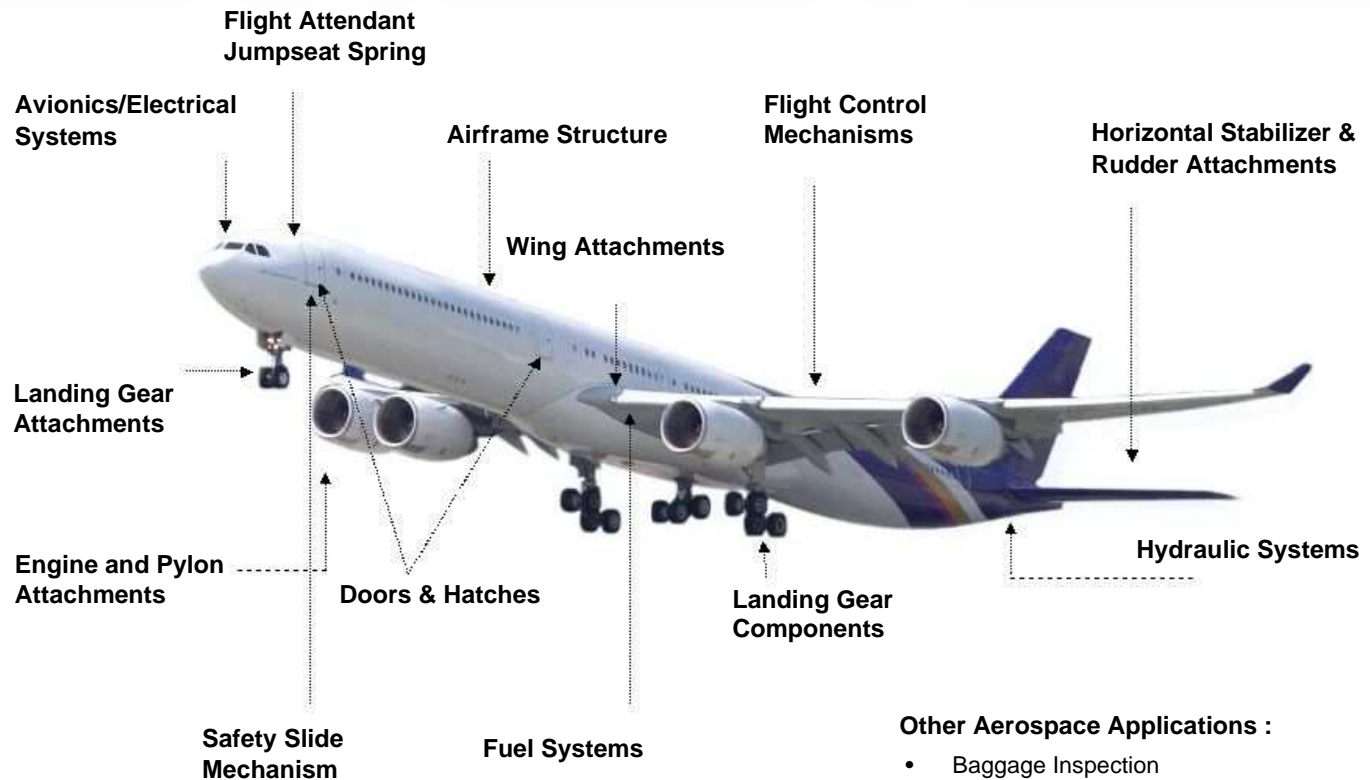 Flight Attendant
Jumpseat Spring
Avionics/Electrical
Systems
Airframe Structure
Flight Control
Mechanisms
Horizontal Stabilizer &
Rudder Attachments
Wing Attachments
Landing Gear
Attachments
Engine and Pylon
Attachments
Doors & Hatches
Landing Gear
Components
Hydraulic Systems
Safety Slide
Mechanism
Fuel Systems
Other Aerospace Applications :
• Baggage Inspection